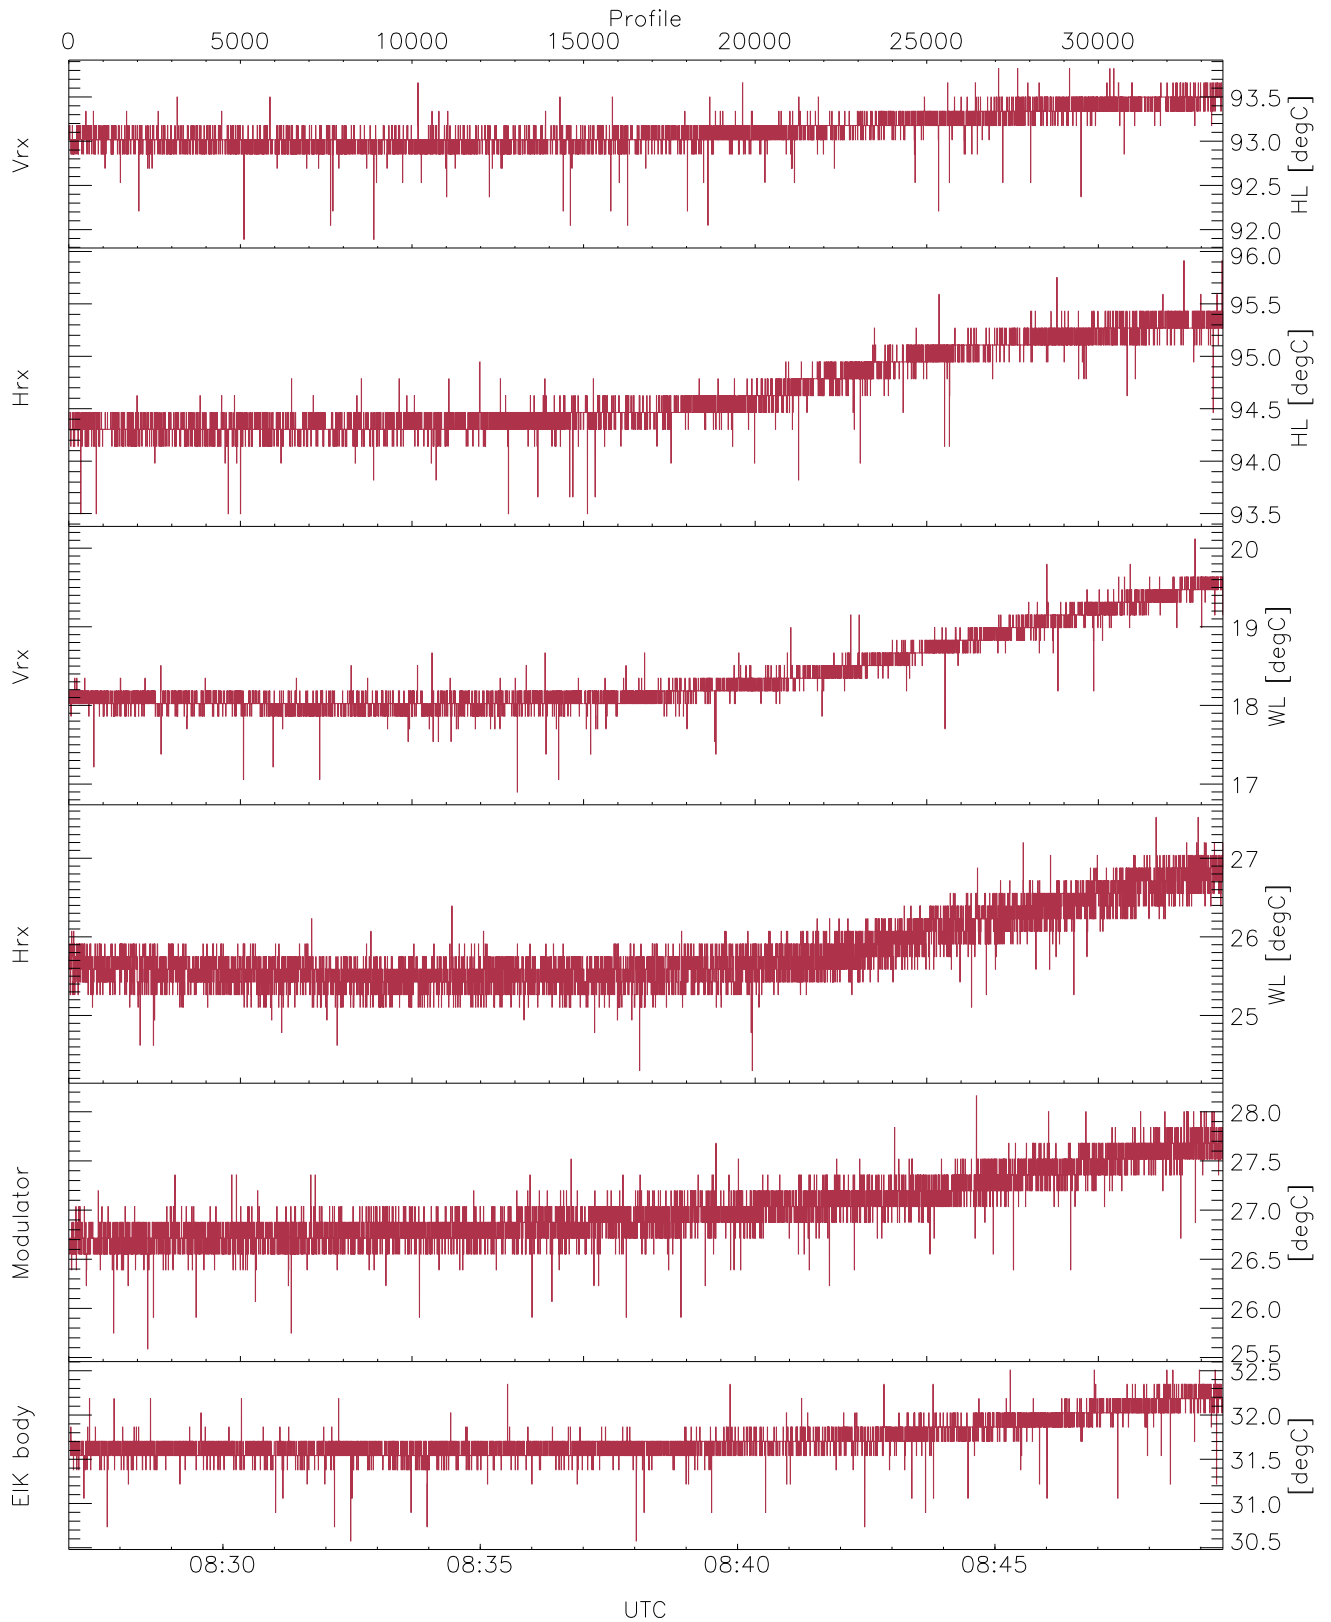 Profile
0 5000 10000 15000 20000 25000 30000
Vrx
93.5
93.0
92.5
92.0
HL [degC]
Hrx
96.0
95.5
95.0
94.5
94.0
93.5
HL [degC]
Vrx
20
19
18
17
WL [degC]
Hrx
27
26
25
WL [degC]
Modulator
28.0
27.5
27.0
26.5
26.0
25.5
[degC]
EIK body
32.5
32.0
31.5
31.0
30.5
[degC]
08:30 08:35 08:40 08:45
UTC